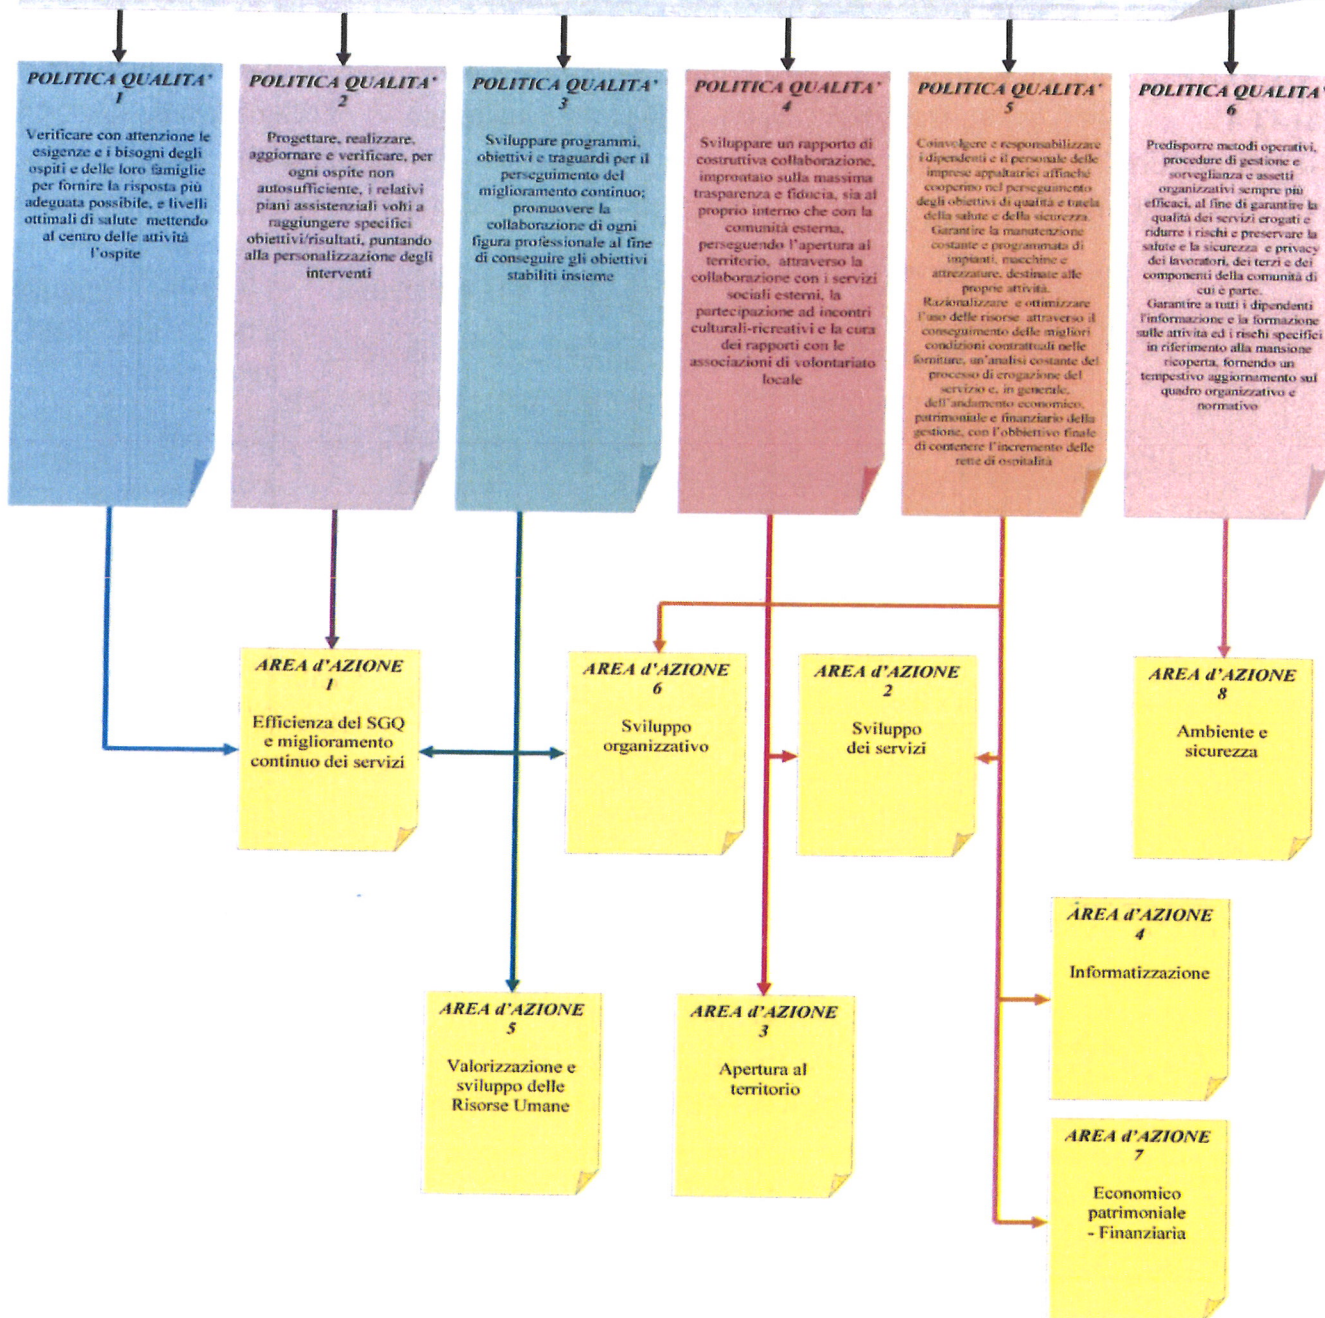 POLITICA QUALITA'
1
Verificare con attenzione le
esigenze e i bisogni degli
ospiti e delle loro famiglie
per fornire la risposta più
adeguata possibile, e livelli
ottimali di salute mettendo
al centro delle attività
l'ospite
POLITICA QUALITA'
2
Progettare, realizzare,
aggiornare e verificare, per
ogni ospite non
autosufficiente, i relativi
piani assistenziali volti a
raggiungere specifici
obiettivi/risultati, puntando
alla personalizzazione degli
interventi
POLITICA QUALITA'
3
Sviluppare programmi,
obiettivi e traguardi per il
perseguimento del
miglioramento continuo;
promuovere la
collaborazione di ogni
figura professionale al fine
di conseguire gli obiettivi
stabiliti insieme
POLITICA QUALITA'
4
Sviluppare un rapporto di
costruttiva collaborazione,
improntato sulla massima
trasparenza e fiducia, sia al
proprio interno che con la
comunità esterna,
perseguendo l'apertura al
territorio, attraverso la
collaborazione con i servizi
sociali esterni, la
partecipazione ad incontri
culturali-ricreativi e la cura
dei rapporti con le
associazioni di volontariato
locale
POLITICA QUALITA'
5
Coinvolgere e responsabilizzare
i dipendenti e il personale delle
imprese appaltatrici affinché
cooperino nel perseguimento
degli obiettivi di qualità e tutela
della salute e della sicurezza.
Garantire la manutenzione
costante e programmata di
impianti, macchine e
attrezzature, destinate alle
proprie attività.
Razionalizzare e ottimizzare
l'uso delle risorse attraverso il
conseguimento delle migliori
condizioni contrattuali nelle
forniture, un'analisi costante del
processo di erogazione del
servizio e, in generale,
dell'andamento economico,
patrimoniale e finanziario della
gestione, con l'obbiettivo finale
di contenere l'incremento delle
rette di ospitalità
POLITICA QUALITA'
6
Predisporre metodi operativi,
procedure di gestione e
sorveglianza e assetti
organizzativi sempre più
efficaci, al fine di garantire la
qualità dei servizi erogati e
ridurre i rischi e preservare la
salute e la sicurezza e privacy
dei lavoratori, dei terzi e dei
componenti della comunità di
cui è parte.
Garantire a tutti i dipendenti
l'informazione e la formazione
sulle attività ed i rischi specifici
in riferimento alla mansione
ricoperta, fornendo un
tempestivo aggiornamento sul
quadro organizzativo e
normativo
AREA d'AZIONE
1
Efficienza del SGQ
e miglioramento
continuo dei servizi
AREA d'AZIONE
6
Sviluppo
organizzativo
AREA d'AZIONE
2
Sviluppo
dei servizi
AREA d'AZIONE
8
Ambiente e
sicurezza
AREA d'AZIONE
4
Informatizzazione
AREA d'AZIONE
5
Valorizzazione e
sviluppo delle
Risorse Umane
AREA d'AZIONE
3
Apertura al
territorio
AREA d'AZIONE
7
Economico
patrimoniale
- Finanziaria